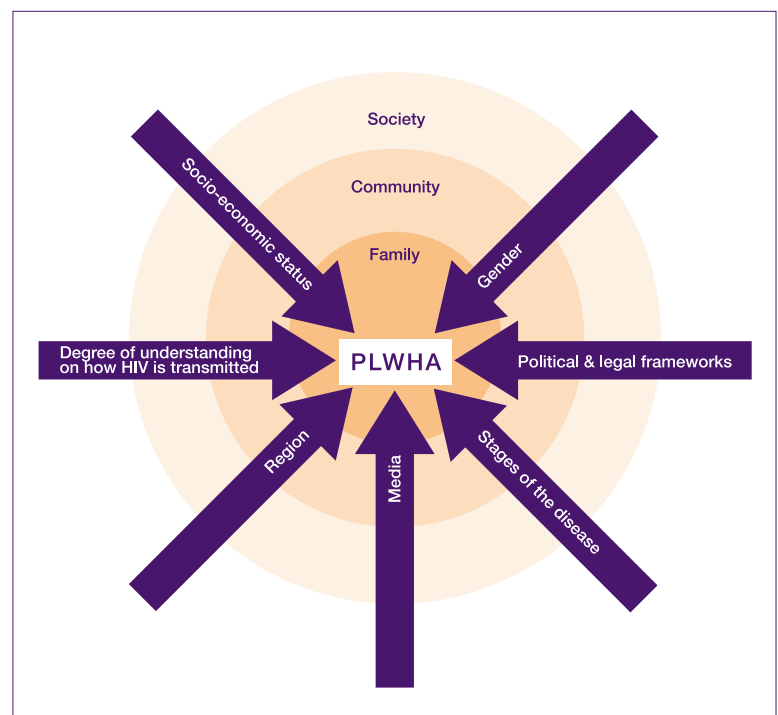 Society
Community
Family
Socio-economic status
Gender
Degree of understanding
on how HIV is transmitted
PLWHA
Political & legal frameworks
Region
Media
Stages of the disease